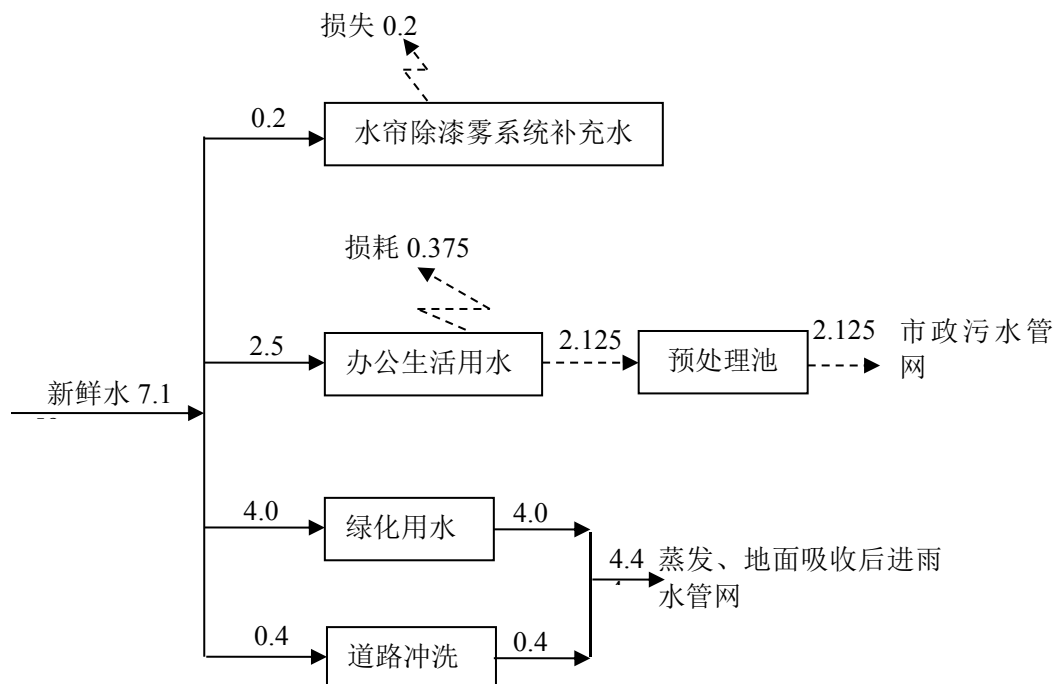 损失 0.2
0.2
水帘除漆雾系统补充水
损耗 0.375
2.5
办公生活用水
2.125
预处理池
2.125
市政污水管
网
新鲜水 7.1
4.0
绿化用水
4.0
4.4
蒸发、地面吸收后进雨
水管网
0.4
道路冲洗
0.4